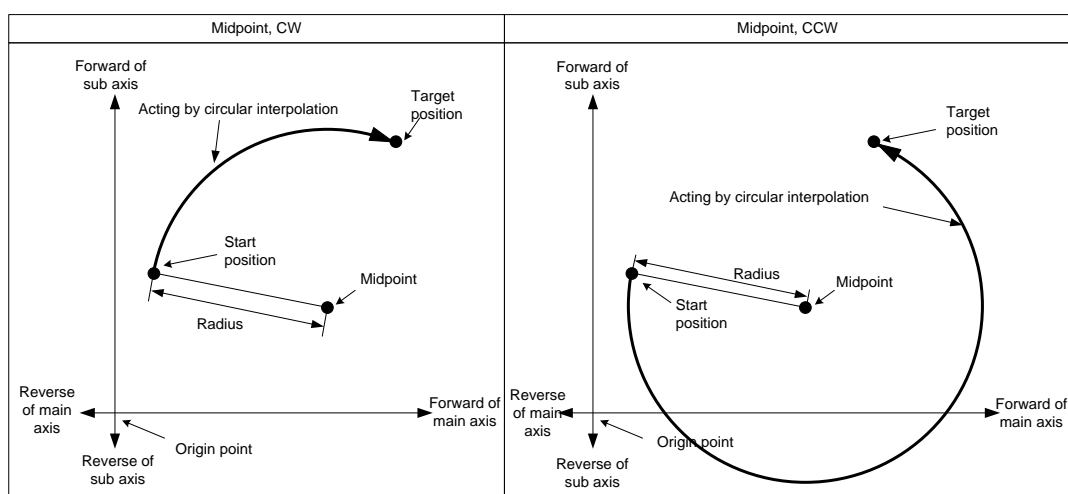 Midpoint, CW
Midpoint, CCW
Forward of
sub axis
Acting by circular interpolation
Target
position
Start
position
Midpoint
Radius
Reverse
of main
axis
Forward of
main axis
Origin point
Reverse of
sub axis
Forward of
sub axis
Target
position
Acting by circular interpolation
Radius
Midpoint
Start
position
Reverse
of main
axis
Forward of
main axis
Origin point
Reverse of
sub axis